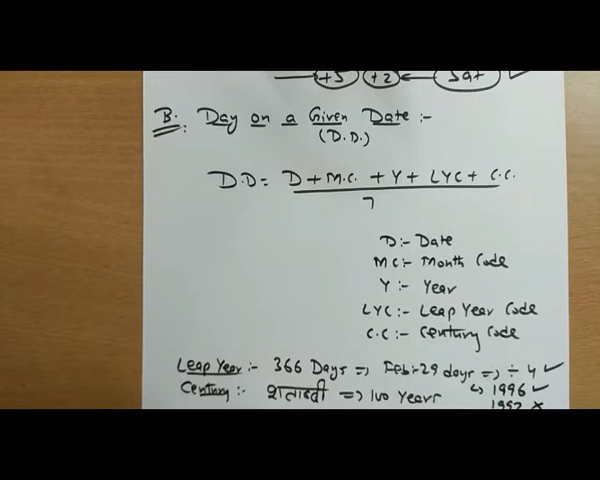 +5 +2 Sat
B. Day on a Given Date :-
(D.D.)
D.D = D + M.C. + Y + LYC + C.C.
7
D :- Date
MC :- Month Code
Y :- Year
LYC :- Leap Year Code
C.C :- Century Code
Leap Year :- 366 Days => Feb :- 29 days => ÷ 4 ✓
Century :- शताब्दी => 100 Years ↳ 1996 ✓